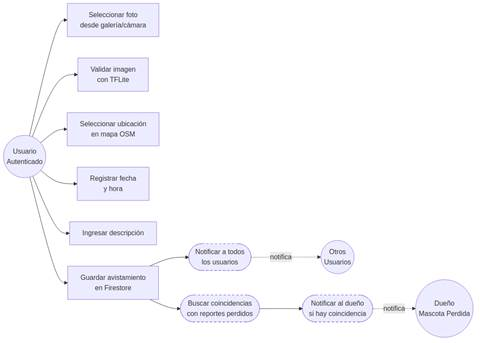 Seleccionar foto
desde galería/cámara
Validar imagen
con TFLite
Seleccionar ubicación
en mapa OSM
Usuario
Autenticado
Registrar fecha
y hora
Ingresar descripción
Guardar avistamiento
en Firestore
Notificar a todos
los usuarios
notifica
Otros
Usuarios
Buscar coincidencias
con reportes perdidos
Notificar al dueño
si hay coincidencia
notifica
Dueño
Mascota Perdida